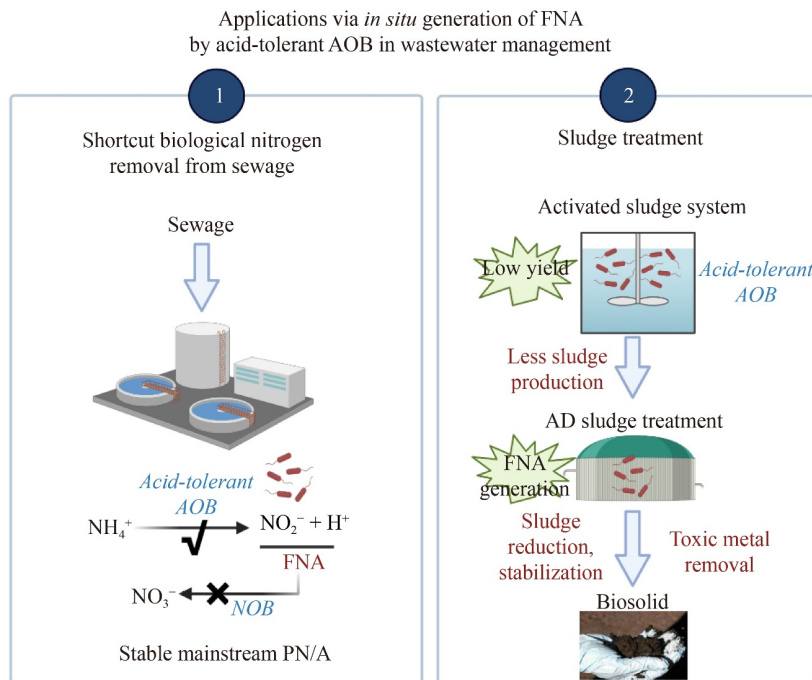 Applications via in situ generation of FNA
by acid-tolerant AOB in wastewater management
1
Shortcut biological nitrogen
removal from sewage
Sewage
Acid-tolerant
AOB
NH₄⁺
NO₂⁻ + H⁺
FNA
NO₃⁻
NOB
Stable mainstream PN/A
2
Sludge treatment
Activated sludge system
Low yield
Acid-tolerant
AOB
Less sludge
production
AD sludge treatment
FNA
generation
Sludge
reduction,
stabilization
Toxic metal
removal
Biosolid